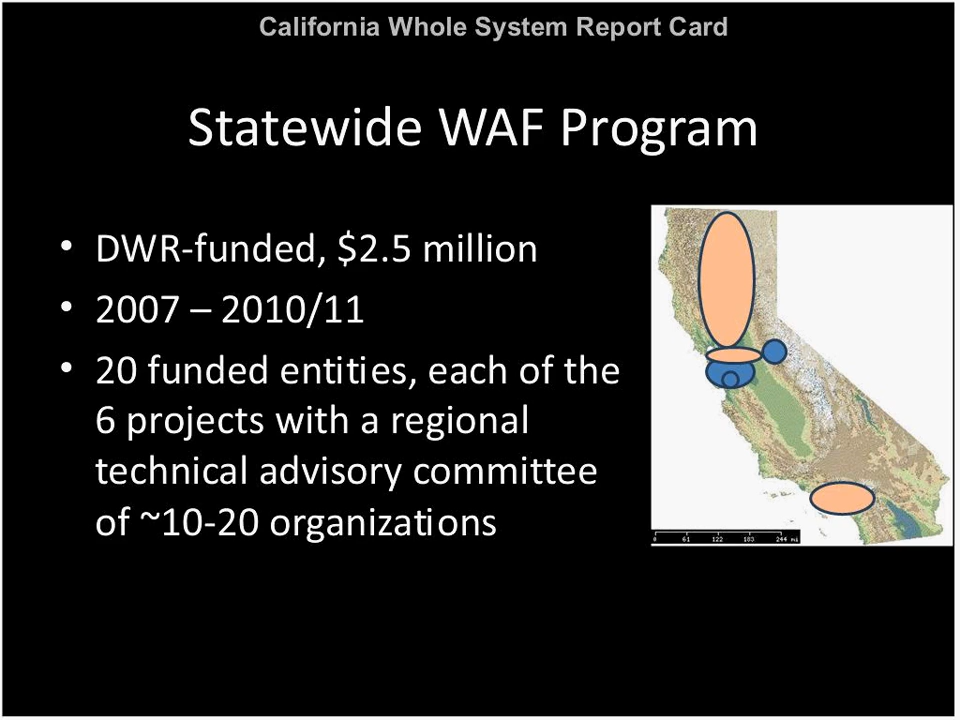 California Whole System Report Card
Statewide WAF Program
• DWR-funded, $2.5 million
• 2007 – 2010/11
• 20 funded entities, each of the
6 projects with a regional
technical advisory committee
of ~10-20 organizations
0 61 122 183 244 mi